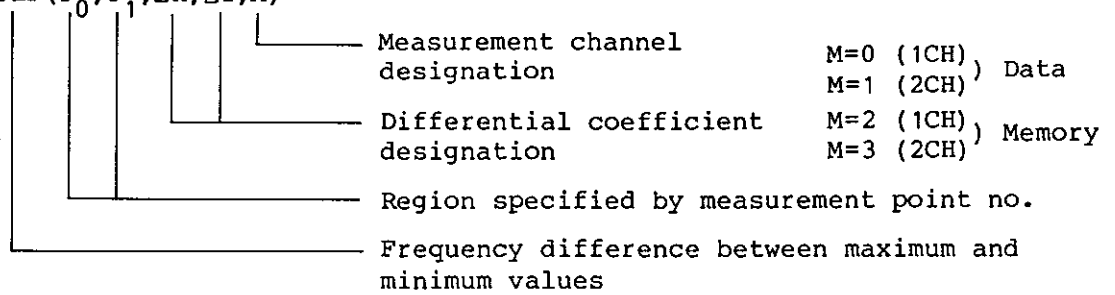 Measurement channel
designation
M=0 (1CH)
M=1 (2CH) ) Data
Differential coefficient
designation
M=2 (1CH)
M=3 (2CH) ) Memory
Region specified by measurement point no.
Frequency difference between maximum and
minimum values